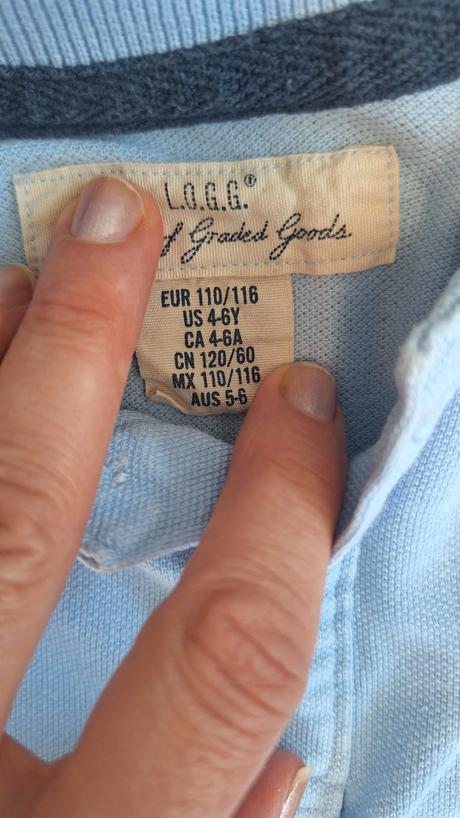 L.O.G.G.®
Graded Goods.
EUR 110/116
US 4-6Y
CA 4-6A
CN 120/60
MX 110/116
AUS 5-6